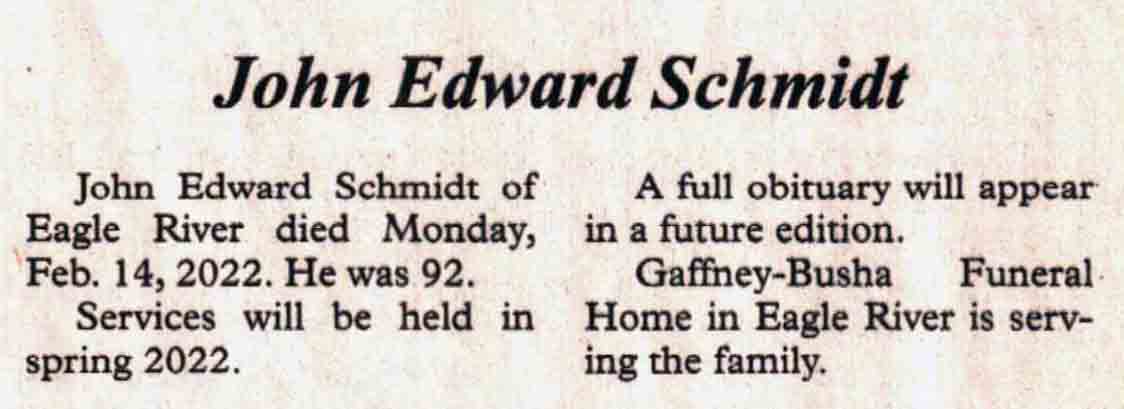 John Edward Schmidt
John Edward Schmidt of
Eagle River died Monday,
Feb. 14, 2022. He was 92.
Services will be held in
spring 2022.
A full obituary will appear
in a future edition.
Gaffney-Busha Funeral
Home in Eagle River is serv-
ing the family.